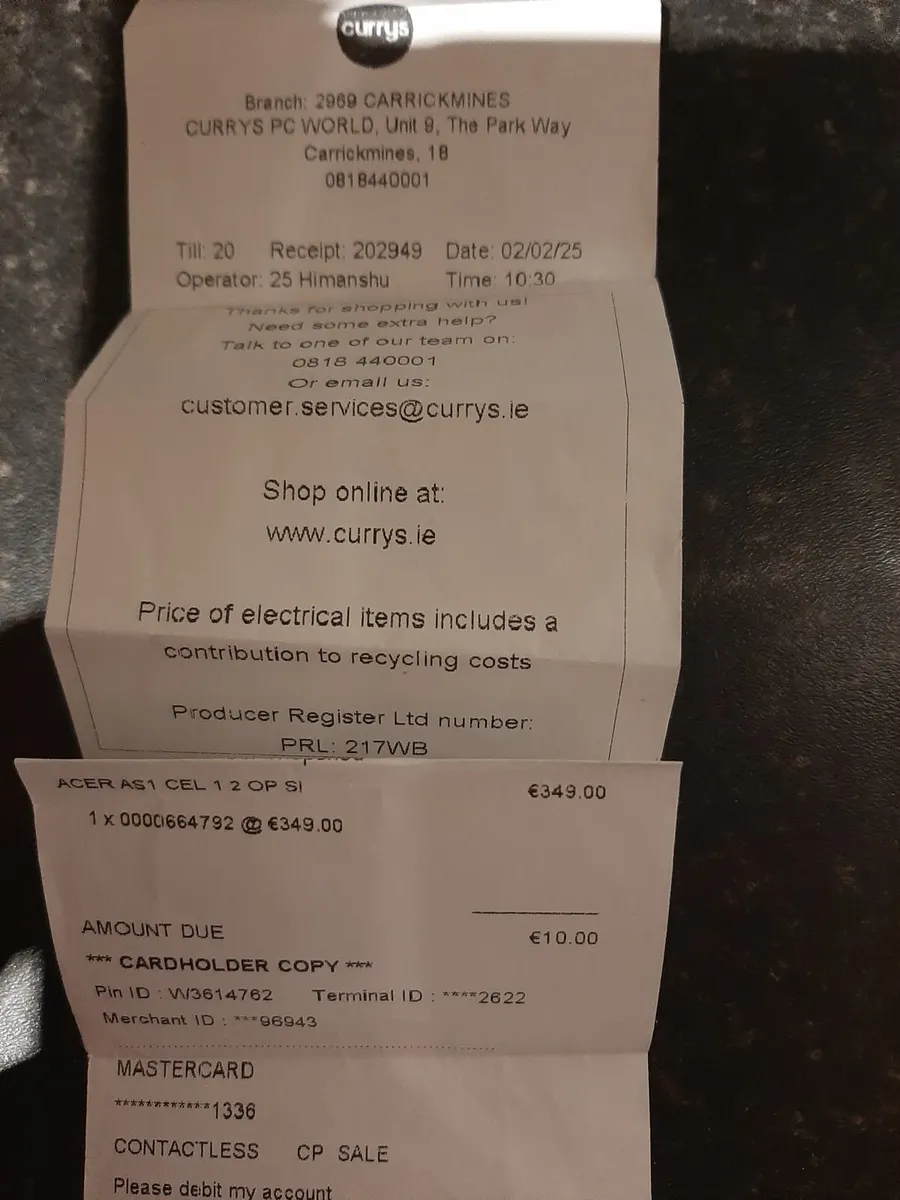 currys
Branch: 2969 CARRICKMINES
CURRYS PC WORLD, Unit 9, The Park Way
Carrickmines, 18
0818440001
Till: 20 Receipt: 202949 Date: 02/02/25
Operator: 25 Himanshu Time: 10:30
Thanks for shopping with us!
Need some extra help?
Talk to one of our team on:
0818 440001
Or email us:
customer.services@currys.ie
Shop online at:
www.currys.ie
Price of electrical items includes a
contribution to recycling costs
Producer Register Ltd number:
PRL: 217WB
ACER AS1 CEL 1 2 OP SI €349.00
1 x 0000664792 @ €349.00
AMOUNT DUE €10.00
*** CARDHOLDER COPY ***
Pin ID : W3614762 Terminal ID : ****2622
Merchant ID : ***96943
MASTERCARD
************1336
CONTACTLESS CP SALE
Please debit my account